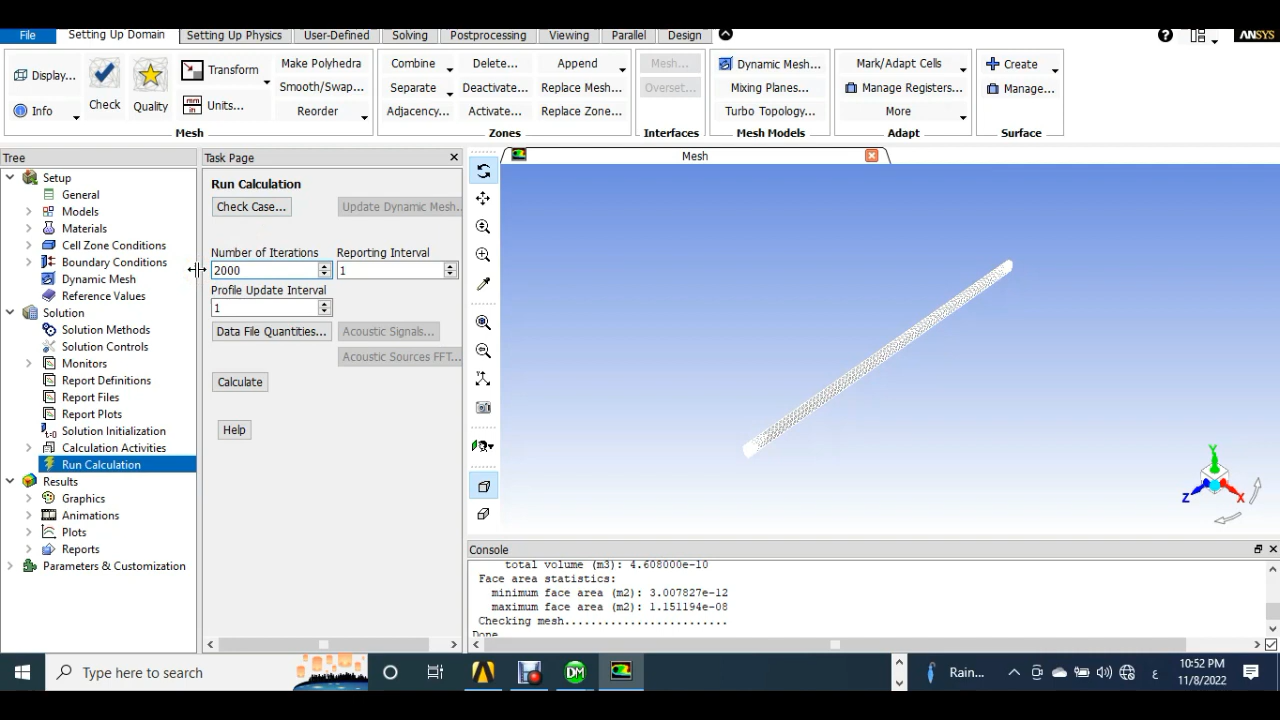 File
Setting Up Domain
Setting Up Physics
User-Defined
Solving
Postprocessing
Viewing
Parallel
Design
ANSYS
Display...
Info
Check
Quality
Transform
Units...
Make Polyhedra
Smooth/Swap...
Reorder
Mesh
Combine
Separate
Adjacency...
Delete...
Deactivate...
Activate...
Append
Replace Mesh...
Replace Zone...
Zones
Mesh...
Overset...
Interfaces
Dynamic Mesh...
Mixing Planes...
Turbo Topology...
Mesh Models
Mark/Adapt Cells
Manage Registers...
More
Adapt
Create
Manage...
Surface
Tree
Setup
General
Models
Materials
Cell Zone Conditions
Boundary Conditions
Dynamic Mesh
Reference Values
Solution
Solution Methods
Solution Controls
Monitors
Report Definitions
Report Files
Report Plots
Solution Initialization
Calculation Activities
Run Calculation
Results
Graphics
Animations
Plots
Reports
Parameters & Customization
Task Page
Run Calculation
Check Case...
Update Dynamic Mesh.
Number of Iterations
Reporting Interval
2000
1
Profile Update Interval
1
Data File Quantities...
Acoustic Signals...
Acoustic Sources FFT...
Calculate
Help
Mesh
Y
Z
X
Console
total volume (m3): 4.608000e-10
Face area statistics:
minimum face area (m2): 3.007827e-12
maximum face area (m2): 1.151194e-08
Checking mesh........................
Done.
Type here to search
DM
Rain...
ع
10:52 PM
11/8/2022